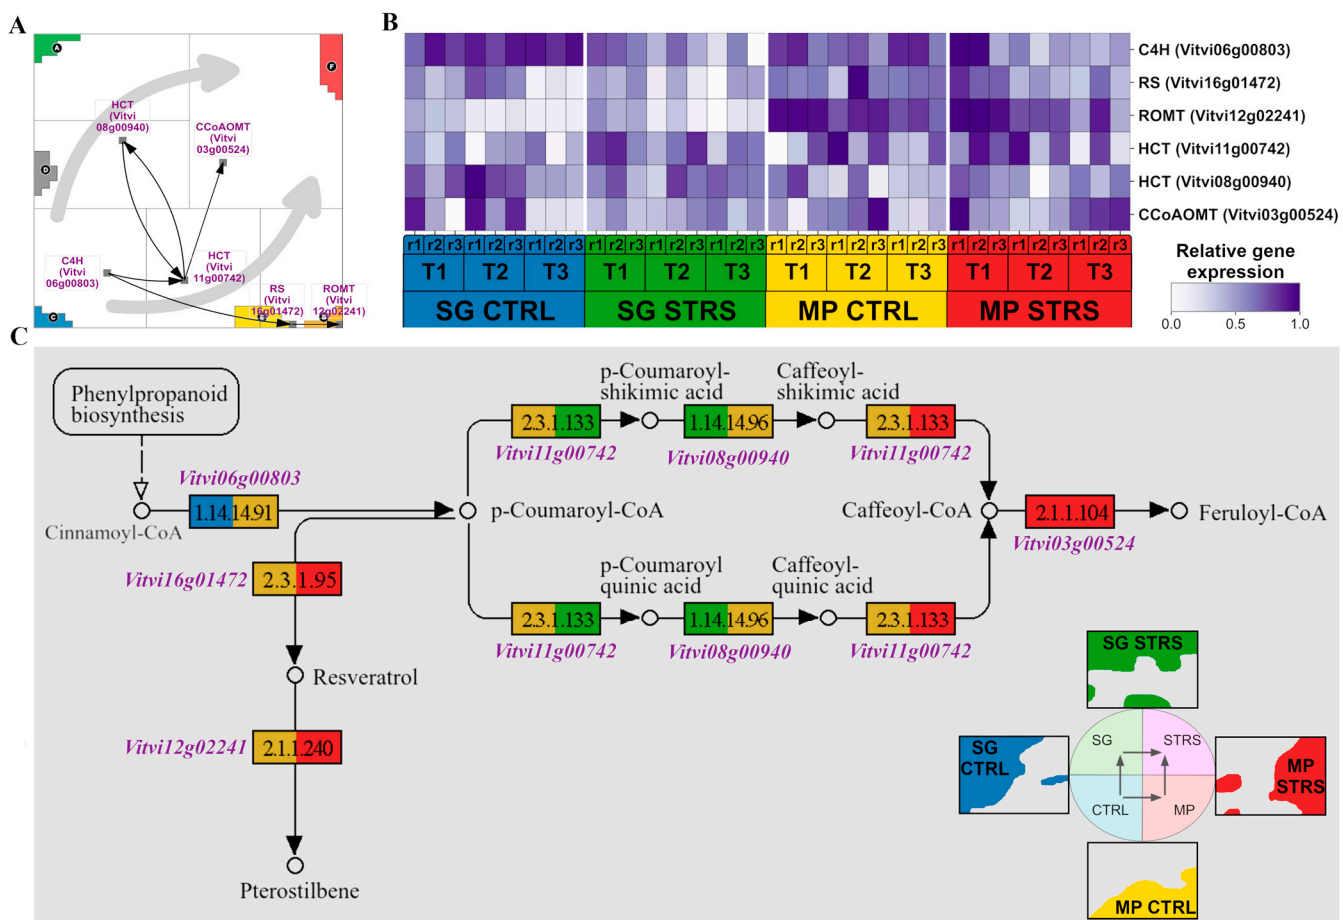 A
A
F
D
C
HCT
(Vitvi
08g00940)
CCoAOMT
(Vitvi
03g00524)
C4H
(Vitvi
06g00803)
HCT
(Vitvi
11g00742)
RS
(Vitvi
16g01472)
ROMT
(Vitvi
12g02241)
B
C4H (Vitvi06g00803)
RS (Vitvi16g01472)
ROMT (Vitvi12g02241)
HCT (Vitvi11g00742)
HCT (Vitvi08g00940)
CCoAOMT (Vitvi03g00524)
r1 r2 r3 r1 r2 r3 r1 r2 r3 r1 r2 r3 r1 r2 r3 r1 r2 r3 r1 r2 r3 r1 r2 r3 r1 r2 r3 r1 r2 r3 r1 r2 r3 r1 r2 r3
T1 T2 T3 T1 T2 T3 T1 T2 T3 T1 T2 T3
SG CTRL SG STRS MP CTRL MP STRS
Relative gene
expression
0.0 0.5 1.0
C
Phenylpropanoid
biosynthesis
Cinnamoyl-CoA
Vitvi06g00803
1.14.14.91
p-Coumaroyl-CoA
2.3.1.133
Vitvi11g00742
p-Coumaroyl-
shikimic acid
1.14.14.96
Vitvi08g00940
Caffeoyl-
shikimic acid
2.3.1.133
Vitvi11g00742
Caffeoyl-CoA
2.1.1.104
Vitvi03g00524
Feruloyl-CoA
2.3.1.133
Vitvi11g00742
p-Coumaroyl
quinic acid
1.14.14.96
Vitvi08g00940
Caffeoyl-
quinic acid
2.3.1.133
Vitvi11g00742
Vitvi16g01472
2.3.1.95
Resveratrol
Vitvi12g02241
2.1.1.240
Pterostilbene
SG STRS
SG
CTRL
SG STRS
CTRL MP
MP
STRS
MP CTRL